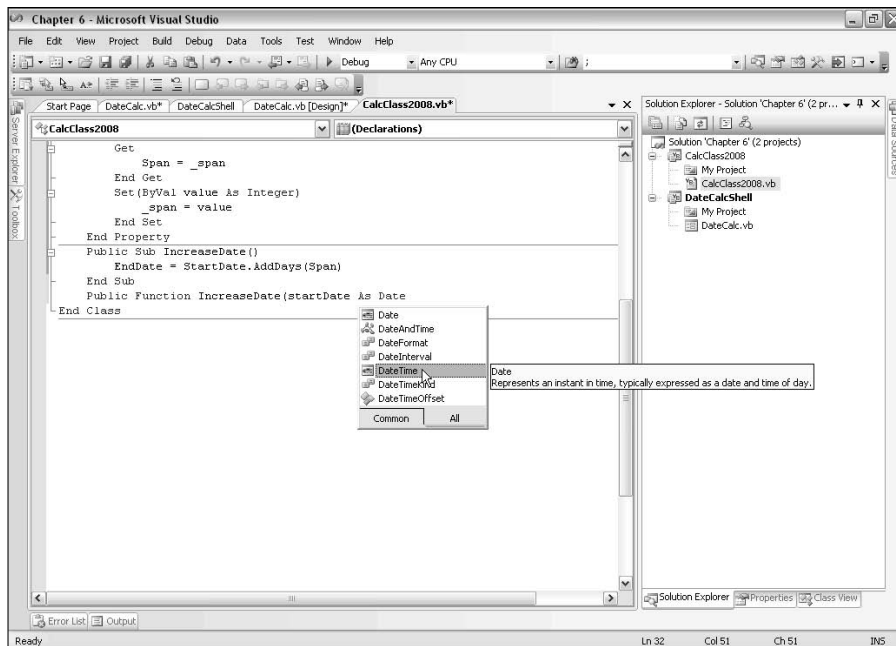 Chapter 6 - Microsoft Visual Studio
File Edit View Project Build Debug Data Tools Test Window Help
Debug Any CPU ;
Start Page DateCalc.vb* DateCalcShell DateCalc.vb [Design]* CalcClass2008.vb*
CalcClass2008 (Declarations)
Get
Span = _span
End Get
Set(ByVal value As Integer)
_span = value
End Set
End Property
Public Sub IncreaseDate()
EndDate = StartDate.AddDays(Span)
End Sub
Public Function IncreaseDate(startDate As Date
End Class
Date
DateAndTime
DateFormat
DateInterval
DateTime
DateTimeKind
DateTimeOffset
Common All
Date
Represents an instant in time, typically expressed as a date and time of day.
Server Explorer
Toolbox
Solution Explorer - Solution 'Chapter 6' (2 pr...
Solution 'Chapter 6' (2 projects)
CalcClass2008
My Project
CalcClass2008.vb
DateCalcShell
My Project
DateCalc.vb
Data Sources
Solution Explorer Properties Class View
Error List Output
Ready Ln 32 Col 51 Ch 51 INS